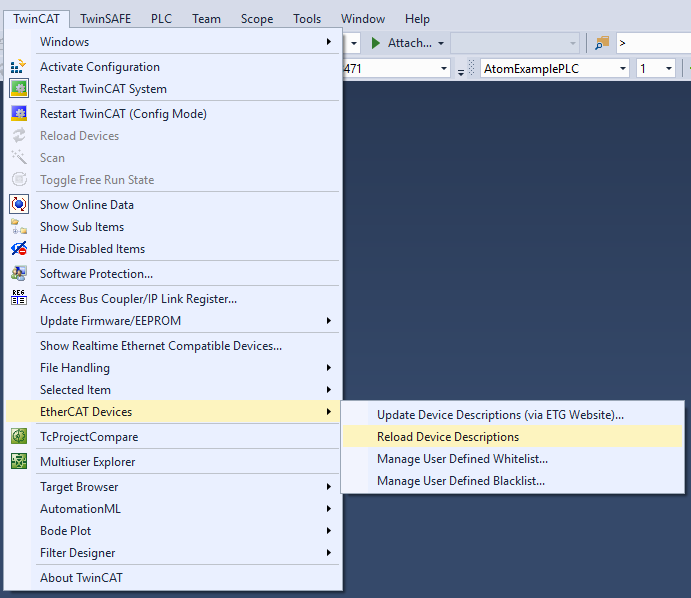 TwinCAT TwinSAFE PLC Team Scope Tools Window Help
Windows
Attach...
>
Activate Configuration
471
AtomExamplePLC
1
Restart TwinCAT System
Restart TwinCAT (Config Mode)
Reload Devices
Scan
Toggle Free Run State
Show Online Data
Show Sub Items
Hide Disabled Items
Software Protection...
REG
Access Bus Coupler/IP Link Register...
Update Firmware/EEPROM
Show Realtime Ethernet Compatible Devices...
File Handling
Selected Item
EtherCAT Devices
Update Device Descriptions (via ETG Website)...
Reload Device Descriptions
Manage User Defined Whitelist...
Manage User Defined Blacklist...
TcProjectCompare
Multiuser Explorer
Target Browser
AutomationML
Bode Plot
Filter Designer
About TwinCAT